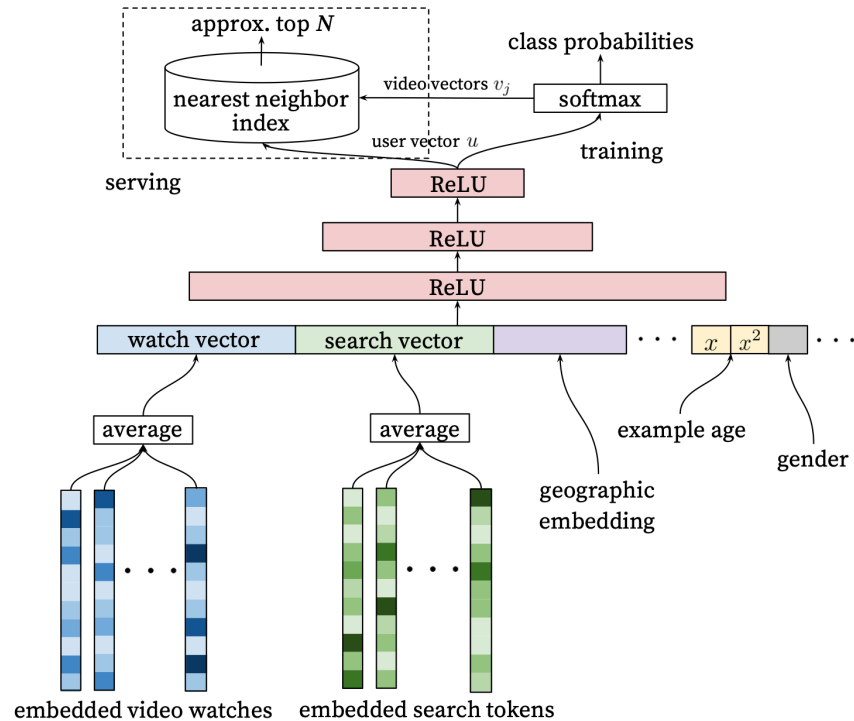 approx. top N
class probabilities
nearest neighbor
index
video vectors v_j
softmax
user vector u
training
serving
ReLU
ReLU
ReLU
watch vector
search vector
x
x²
average
average
example age
gender
geographic
embedding
embedded video watches
embedded search tokens